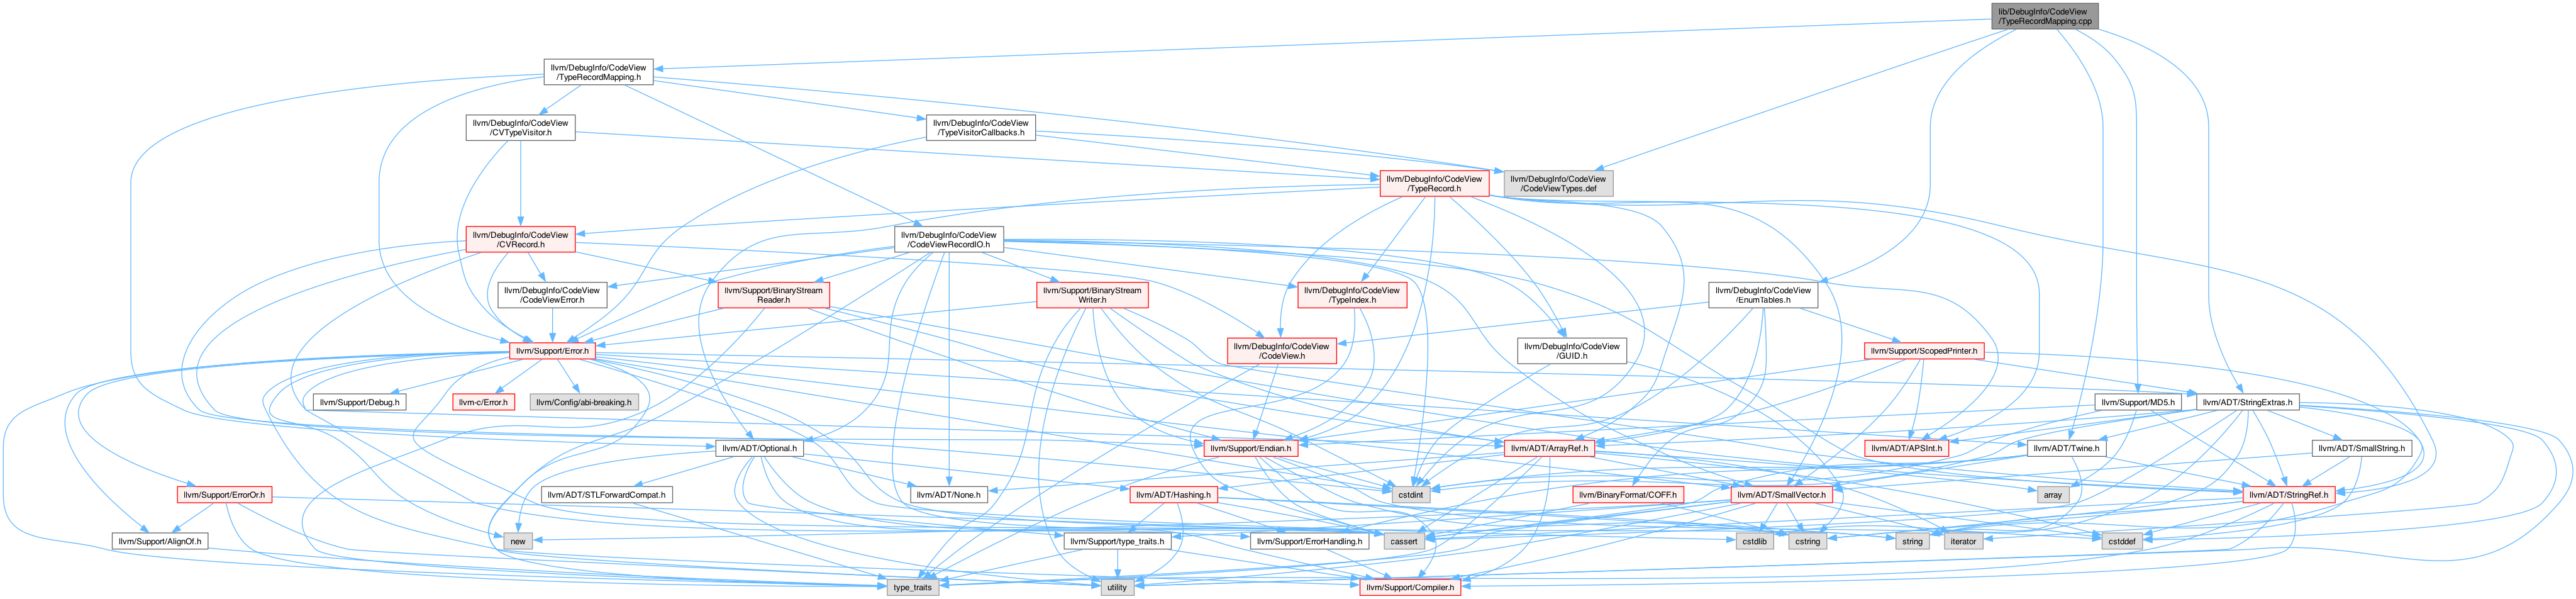 lib/DebugInfo/CodeView
/TypeRecordMapping.cpp
llvm/DebugInfo/CodeView
/TypeRecordMapping.h
llvm/DebugInfo/CodeView
/CVTypeVisitor.h
llvm/DebugInfo/CodeView
/TypeVisitorCallbacks.h
llvm/DebugInfo/CodeView
/TypeRecord.h
llvm/DebugInfo/CodeView
/CodeViewTypes.def
llvm/DebugInfo/CodeView
/CVRecord.h
llvm/DebugInfo/CodeView
/CodeViewRecordIO.h
llvm/DebugInfo/CodeView
/CodeViewError.h
llvm/Support/BinaryStream
Reader.h
llvm/Support/BinaryStream
Writer.h
llvm/DebugInfo/CodeView
/TypeIndex.h
llvm/DebugInfo/CodeView
/EnumTables.h
llvm/Support/Error.h
llvm/DebugInfo/CodeView
/CodeView.h
llvm/DebugInfo/CodeView
/GUID.h
llvm/Support/ScopedPrinter.h
llvm/Support/Debug.h
llvm-c/Error.h
llvm/Config/abi-breaking.h
llvm/Support/MD5.h
llvm/ADT/StringExtras.h
llvm/ADT/Optional.h
llvm/Support/Endian.h
llvm/ADT/ArrayRef.h
llvm/ADT/APSInt.h
llvm/ADT/Twine.h
llvm/ADT/SmallString.h
llvm/Support/ErrorOr.h
llvm/ADT/STLForwardCompat.h
llvm/ADT/None.h
llvm/ADT/Hashing.h
cstdint
llvm/BinaryFormat/COFF.h
llvm/ADT/SmallVector.h
array
llvm/ADT/StringRef.h
llvm/Support/AlignOf.h
new
llvm/Support/type_traits.h
llvm/Support/ErrorHandling.h
cassert
cstdlib
cstring
string
iterator
cstddef
type_traits
utility
llvm/Support/Compiler.h